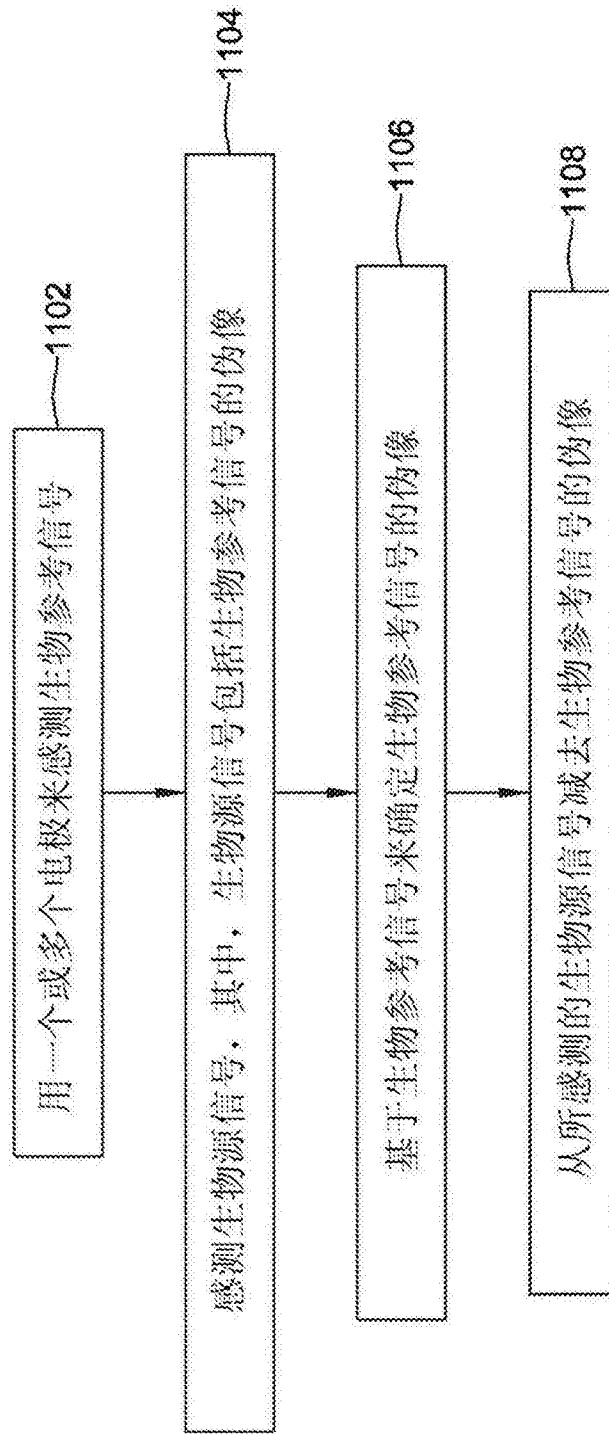 用一个或多个电极来感测生物参考信号
1102
感测生物源信号，其中，生物源信号包括生物参考信号的伪像
1104
基于生物参考信号来确定生物参考信号的伪像
1106
从所感测的生物源信号减去生物参考信号的伪像
1108